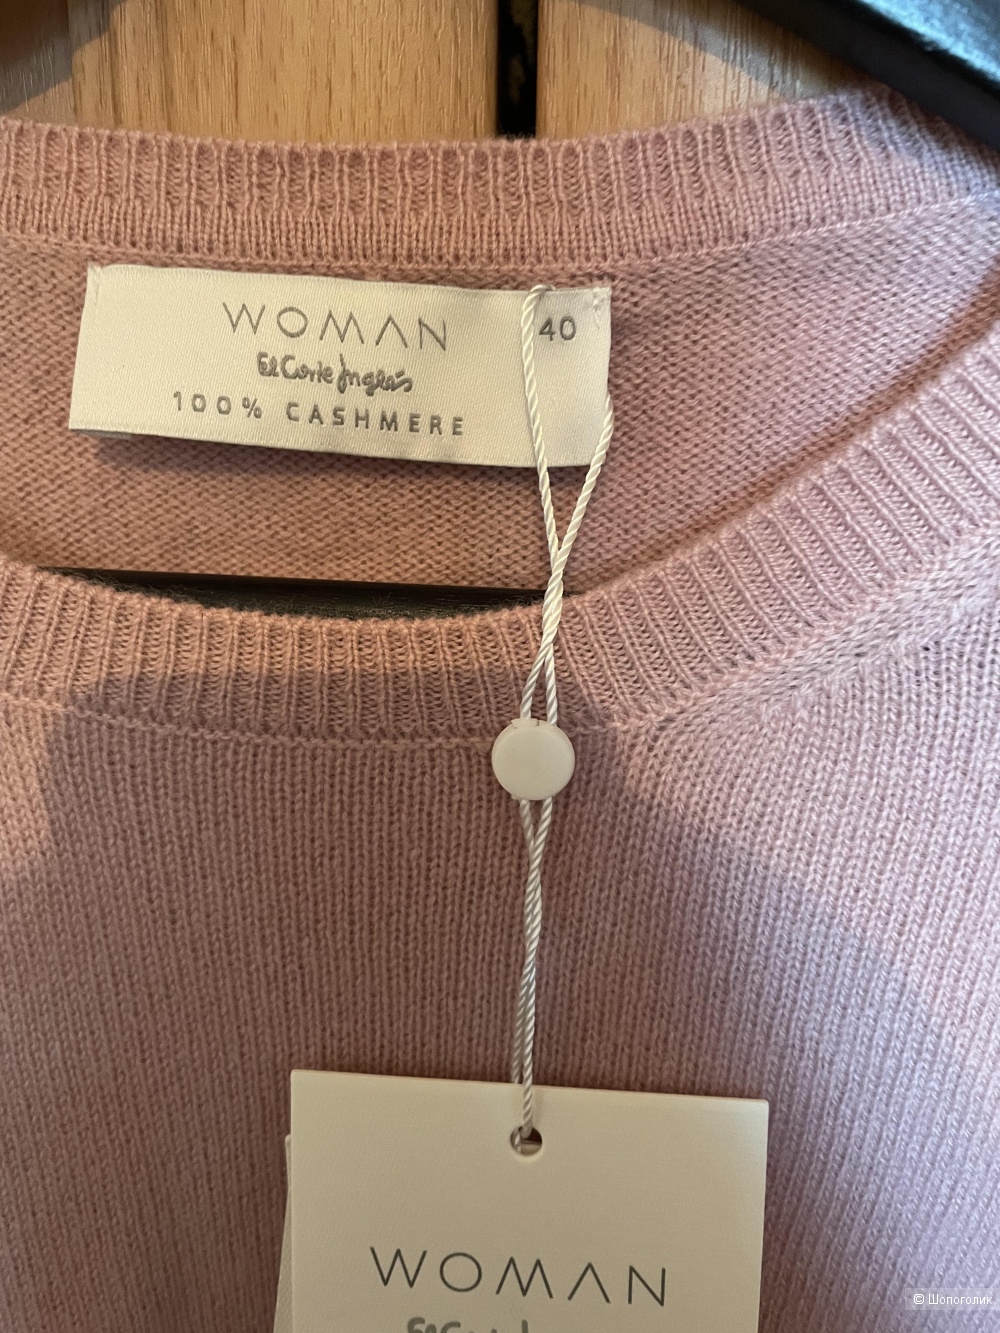 WOMAN
40
El Corte Inglés
100% CASHMERE
WOMAN
© Шопоголик